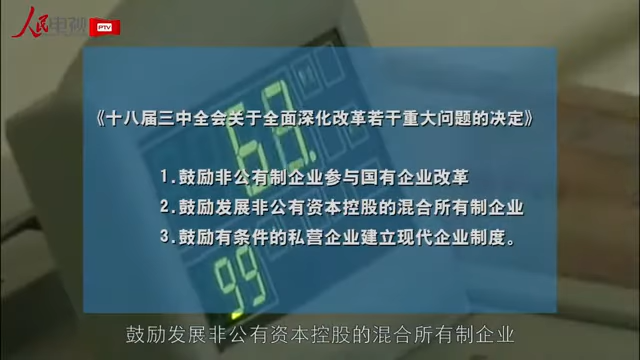 人民电视 PTV
《十八届三中全会关于全面深化改革若干重大问题的决定》
1.鼓励非公有制企业参与国有企业改革
2.鼓励发展非公有资本控股的混合所有制企业
3.鼓励有条件的私营企业建立现代企业制度。
99
鼓励发展非公有资本控股的混合所有制企业